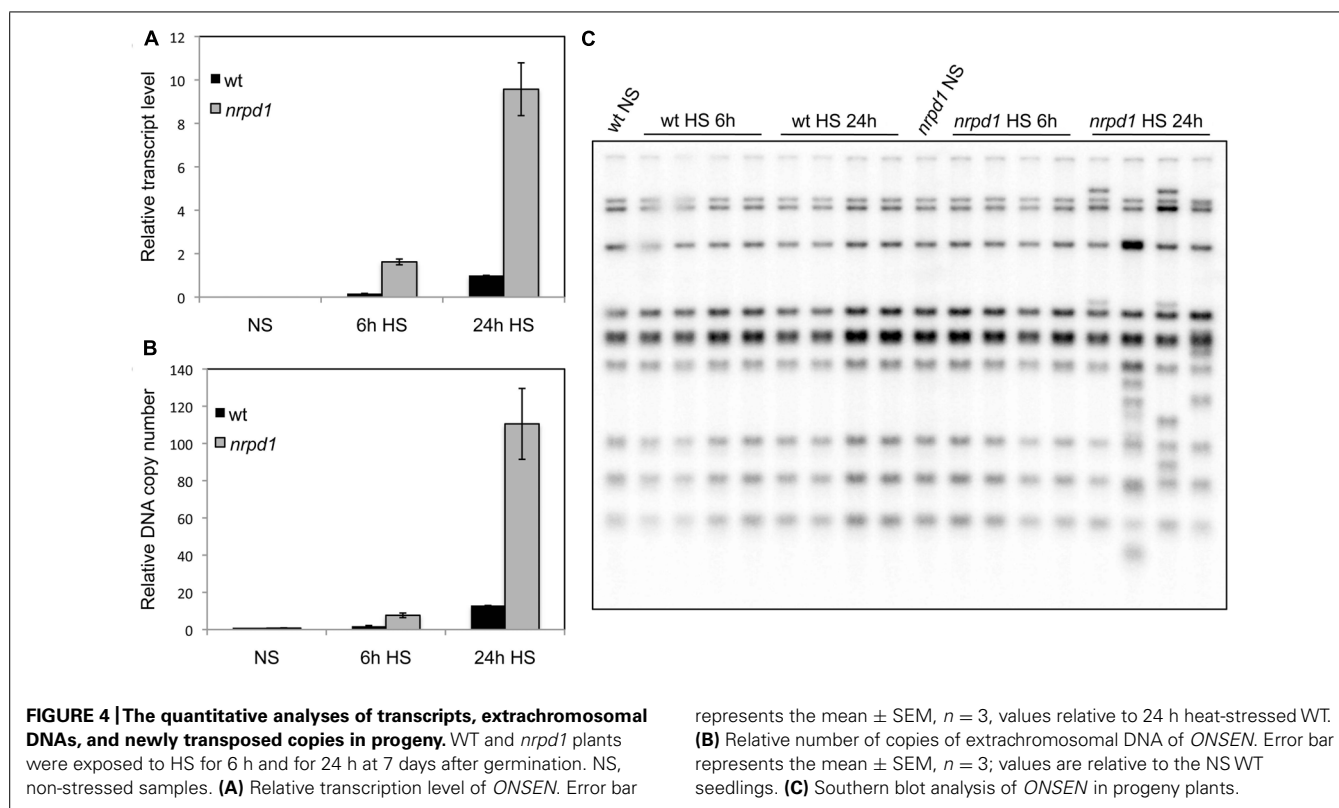 A
12
10
8
6
4
2
0
Relative transcript level
wt
nrpd1
NS
6h HS
24h HS
B
140
120
100
80
60
40
20
0
Relative DNA copy number
wt
nrpd1
NS
6h HS
24h HS
C
wt NS
wt HS 6h
wt HS 24h
nrpd1 NS
nrpd1 HS 6h
nrpd1 HS 24h
FIGURE 4 | The quantitative analyses of transcripts, extrachromosomal
DNAs, and newly transposed copies in progeny. WT and nrpd1 plants
were exposed to HS for 6 h and for 24 h at 7 days after germination. NS,
non-stressed samples. (A) Relative transcription level of ONSEN. Error bar
represents the mean ± SEM, n = 3, values relative to 24 h heat-stressed WT.
(B) Relative number of copies of extrachromosomal DNA of ONSEN. Error bar
represents the mean ± SEM, n = 3; values are relative to the NS WT
seedlings. (C) Southern blot analysis of ONSEN in progeny plants.